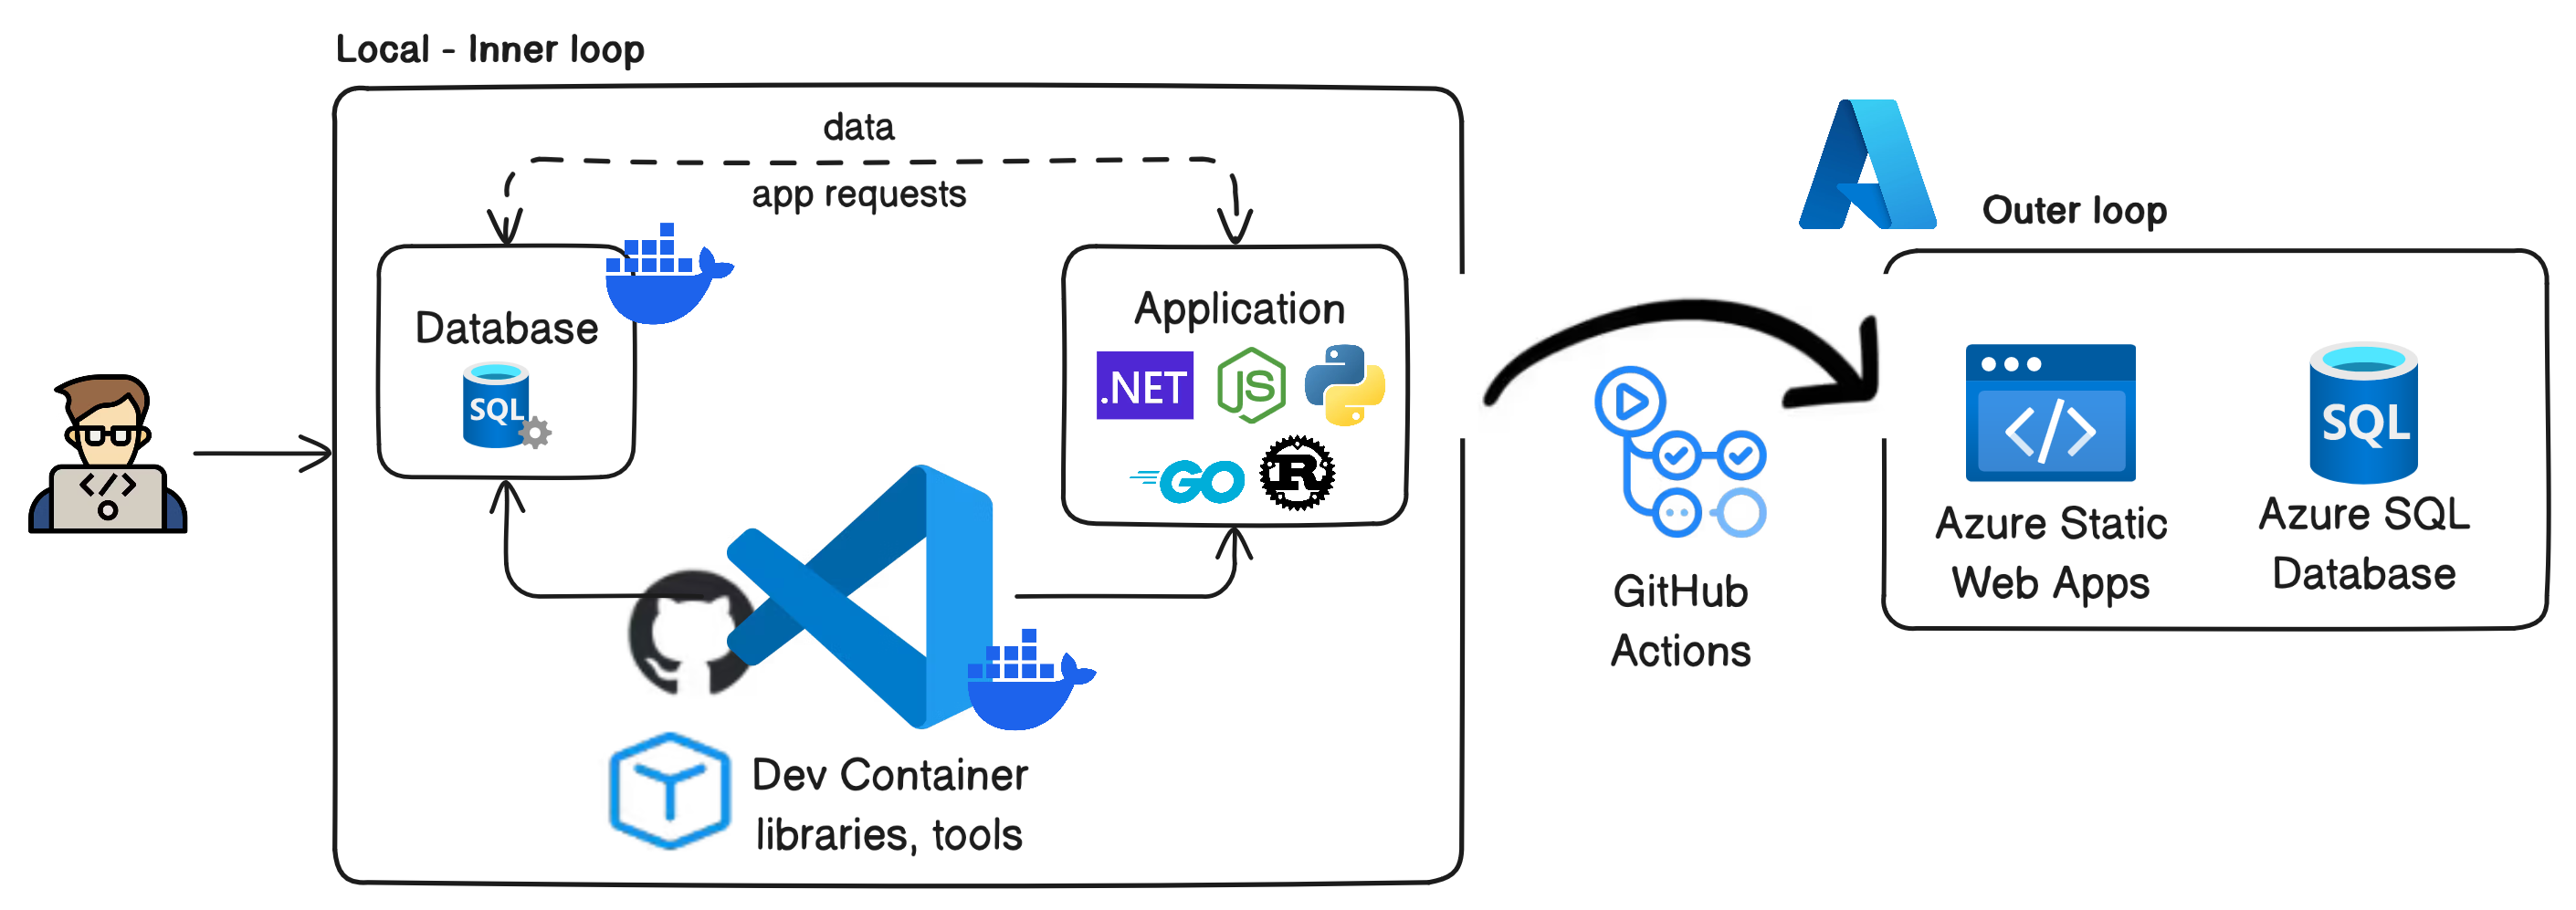 Local - Inner loop
data
app requests
Database
SQL
Application
.NET
JS
GO
R
Dev Container
libraries, tools
GitHub
Actions
Outer loop
</>
Azure Static
Web Apps
SQL
Azure SQL
Database
</>